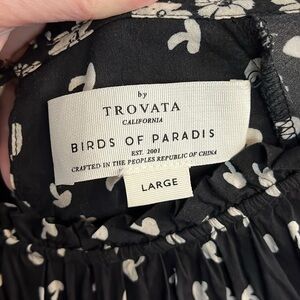 by
TROVATA
CALIFORNIA
BIRDS OF PARADIS
EST. 2001
CRAFTED IN THE PEOPLES REPUBLIC OF CHINA
LARGE